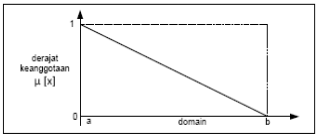 1
derajat
keanggotaan
μ [x]
0
a
domain
b